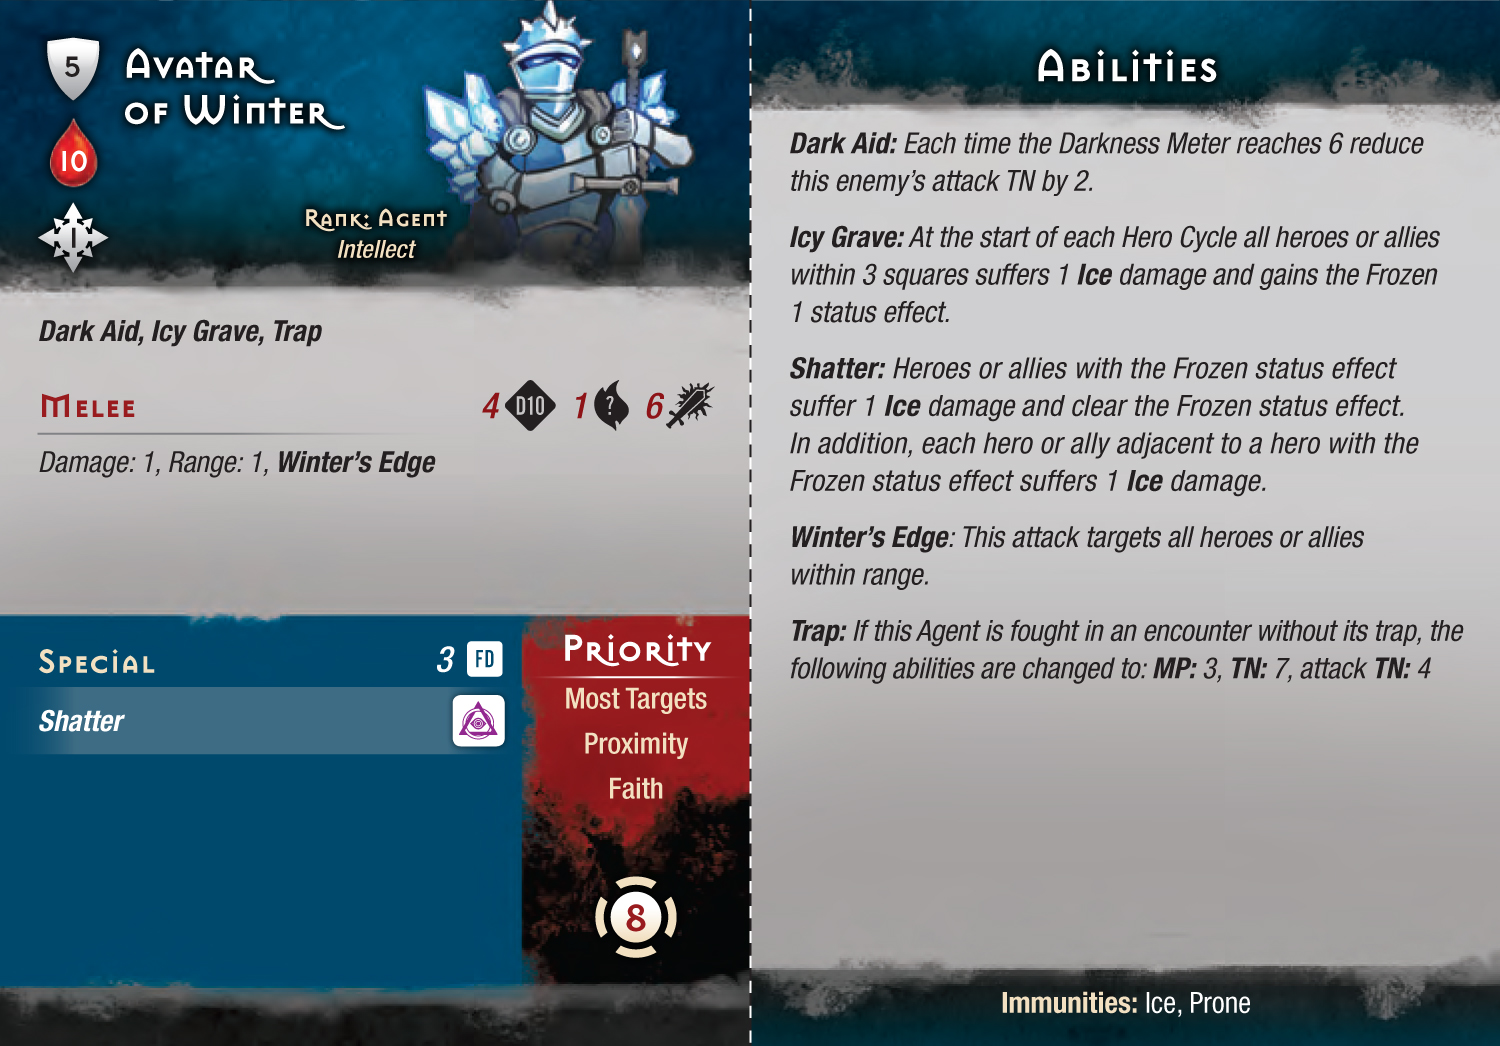 5
AVATAR
OF WINTER
10
1
RANK: AGENT
Intellect
Dark Aid, Icy Grave, Trap
MELEE
4 D10 1 ? 6
Damage: 1, Range: 1, Winter's Edge
SPECIAL 3 FD
Shatter
PRIORITY
Most Targets
Proximity
Faith
8
ABILITIES
Dark Aid: Each time the Darkness Meter reaches 6 reduce
this enemy's attack TN by 2.
Icy Grave: At the start of each Hero Cycle all heroes or allies
within 3 squares suffers 1 Ice damage and gains the Frozen
1 status effect.
Shatter: Heroes or allies with the Frozen status effect
suffer 1 Ice damage and clear the Frozen status effect.
In addition, each hero or ally adjacent to a hero with the
Frozen status effect suffers 1 Ice damage.
Winter's Edge: This attack targets all heroes or allies
within range.
Trap: If this Agent is fought in an encounter without its trap, the
following abilities are changed to: MP: 3, TN: 7, attack TN: 4
Immunities: Ice, Prone